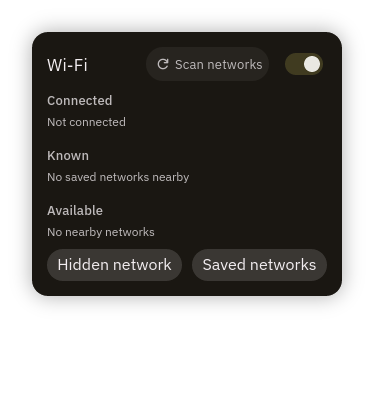 Wi-Fi
Scan networks
Connected
Not connected
Known
No saved networks nearby
Available
No nearby networks
Hidden network
Saved networks